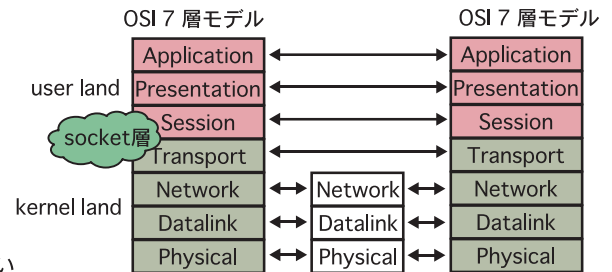 OSI 7 層モデル
OSI 7 層モデル
Application
Application
user land
Presentation
Presentation
Session
Session
socket層
Transport
Transport
Network
Network
Network
kernel land
Datalink
Datalink
Datalink
Physical
Physical
Physical
い